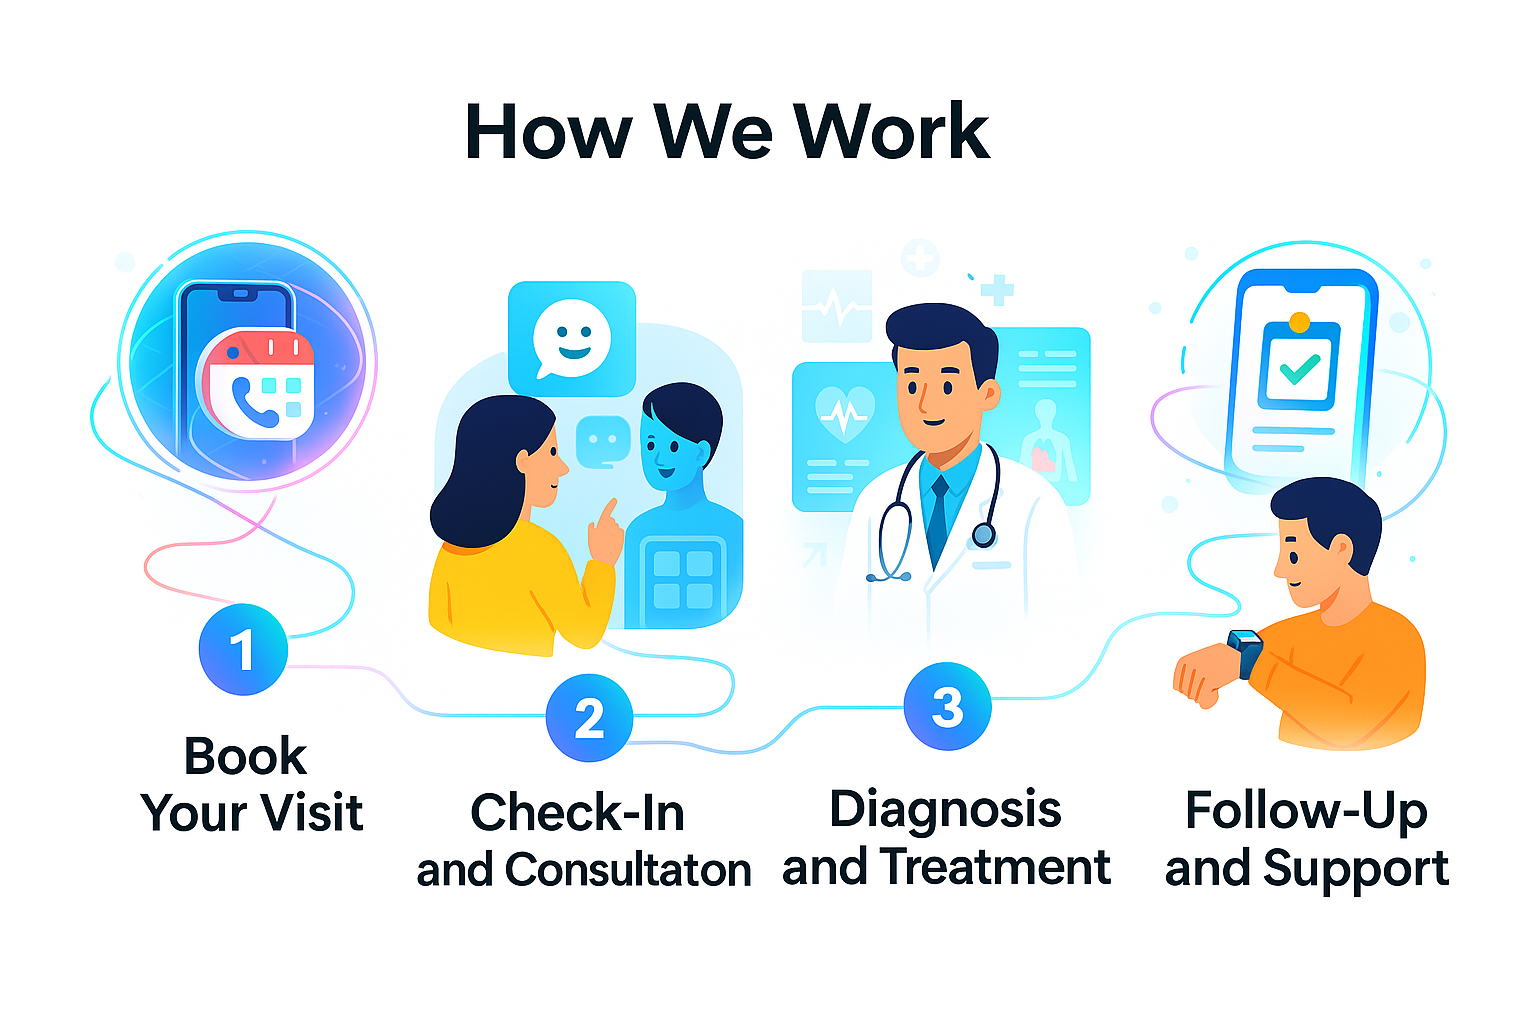 How We Work
1
Book
Your Visit
2
Check-In
and Consultaton
3
Diagnosis
and Treatment
Follow-Up
and Support